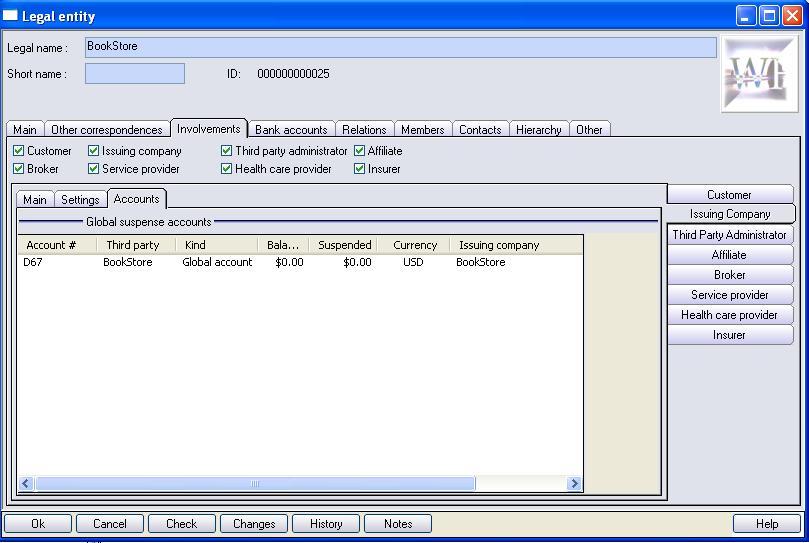 Legal entity
Legal name : BookStore
Short name : ID: 000000000025
WI
Main Other correspondences Involvements Bank accounts Relations Members Contacts Hierarchy Other
Customer Issuing company Third party administrator Affiliate
Broker Service provider Health care provider Insurer
Main Settings Accounts
Global suspense accounts
Account # Third party Kind Bala... Suspended Currency Issuing company
D67 BookStore Global account $0.00 $0.00 USD BookStore
Customer
Issuing Company
Third Party Administrator
Affiliate
Broker
Service provider
Health care provider
Insurer
Ok Cancel Check Changes History Notes Help